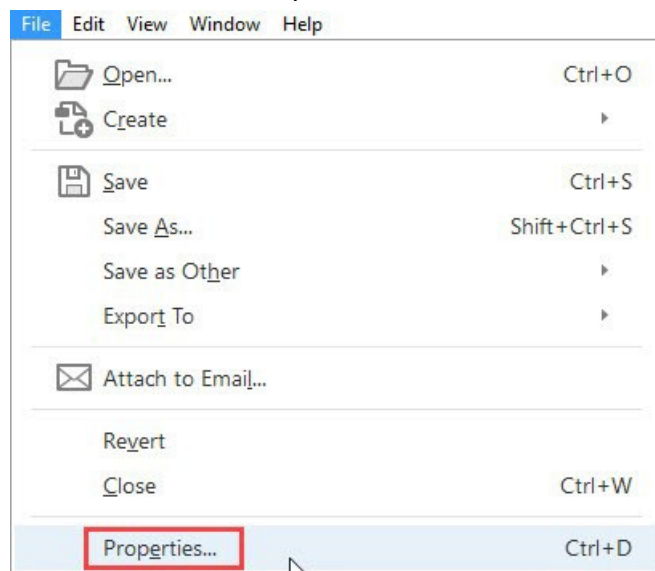 File Edit View Window Help
Open... Ctrl+O
Create
Save Ctrl+S
Save As... Shift+Ctrl+S
Save as Other
Export To
Attach to Email...
Revert
Close Ctrl+W
Properties... Ctrl+D